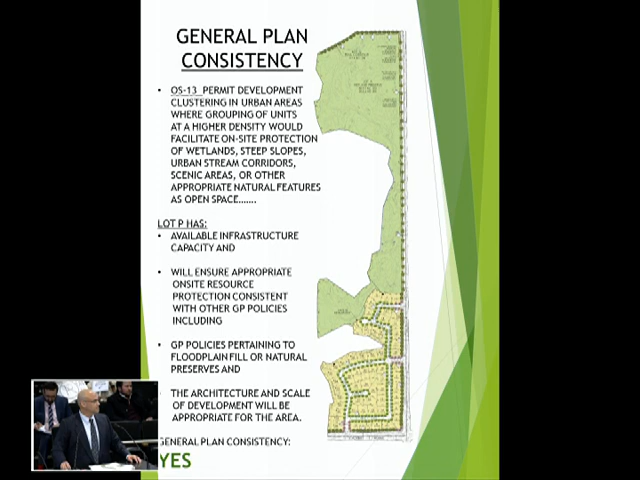 GENERAL PLAN
CONSISTENCY
• OS-13 PERMIT DEVELOPMENT
CLUSTERING IN URBAN AREAS
WHERE GROUPING OF UNITS
AT A HIGHER DENSITY WOULD
FACILITATE ON-SITE PROTECTION
OF WETLANDS, STEEP SLOPES,
URBAN STREAM CORRIDORS,
SCENIC AREAS, OR OTHER
APPROPRIATE NATURAL FEATURES
AS OPEN SPACE.......
LOT P HAS:
• AVAILABLE INFRASTRUCTURE
CAPACITY AND
• WILL ENSURE APPROPRIATE
ONSITE RESOURCE
PROTECTION CONSISTENT
WITH OTHER GP POLICIES
INCLUDING
• GP POLICIES PERTAINING TO
FLOODPLAIN FILL OR NATURAL
PRESERVES AND
THE ARCHITECTURE AND SCALE
OF DEVELOPMENT WILL BE
APPROPRIATE FOR THE AREA.
GENERAL PLAN CONSISTENCY:
YES